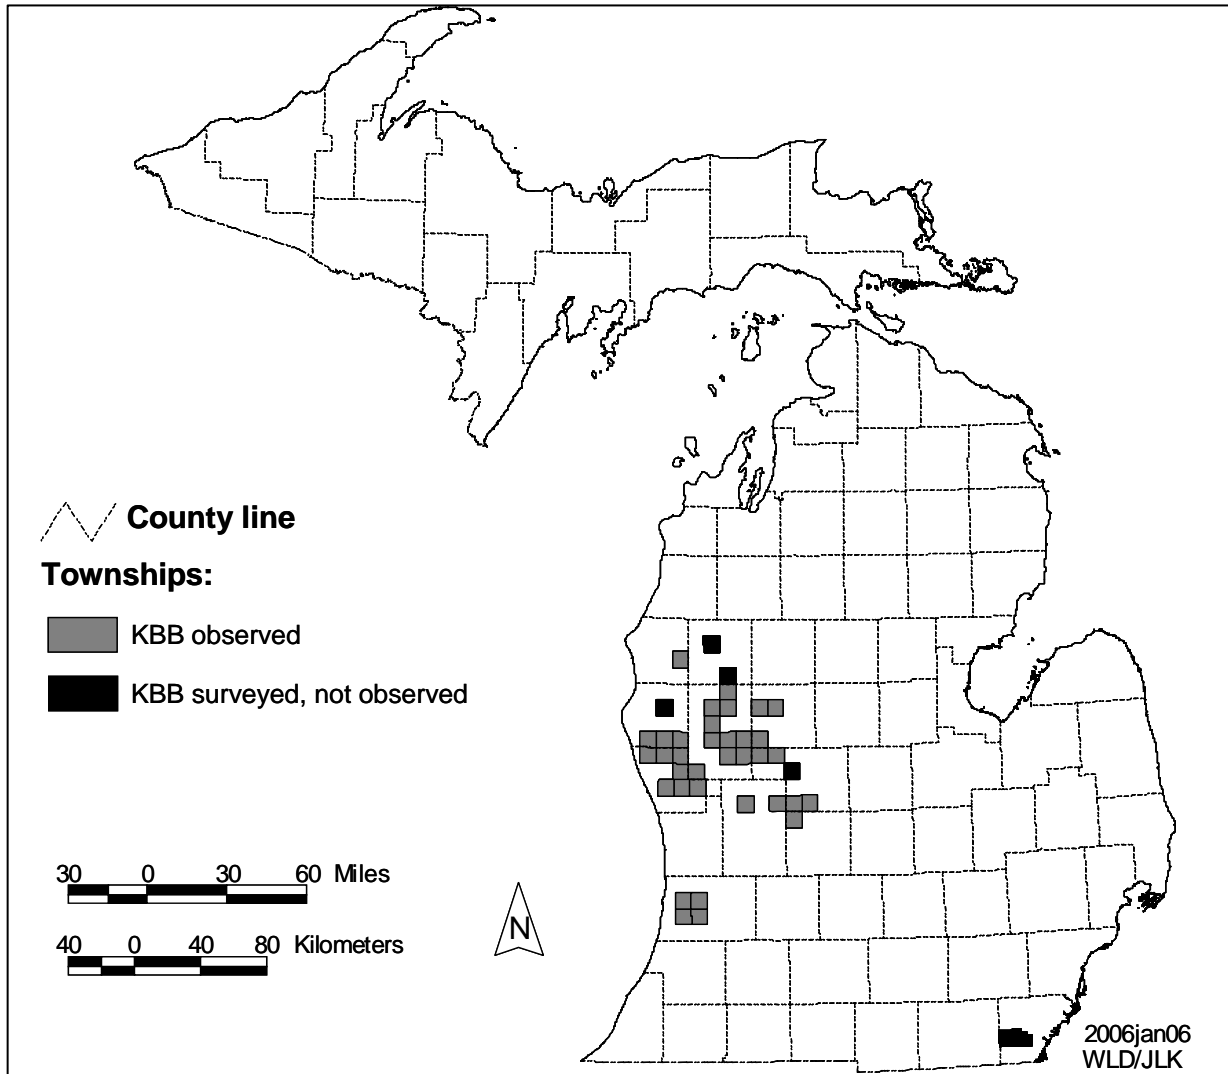 County line
Townships:
KBB observed
KBB surveyed, not observed
30 0 30 60 Miles
40 0 40 80 Kilometers
N
2006jan06
WLD/JLK